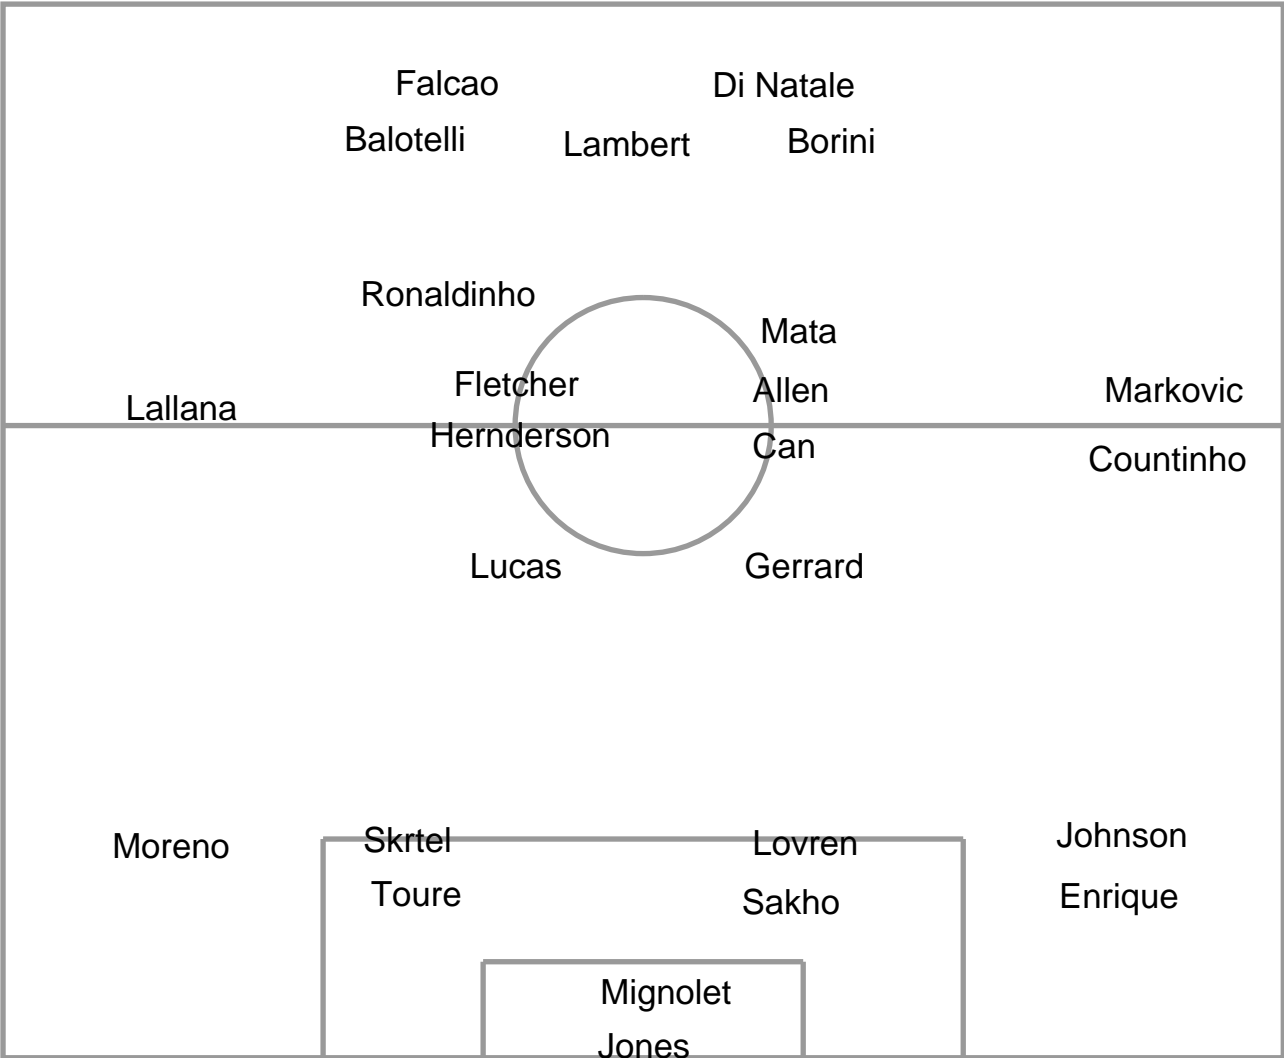 Falcao
Di Natale
Balotelli
Lambert
Borini
Ronaldinho
Mata
Fletcher
Allen
Markovic
Lallana
Hernderson
Can
Countinho
Lucas
Gerrard
Moreno
Skrtel
Lovren
Johnson
Toure
Sakho
Enrique
Mignolet
Jones